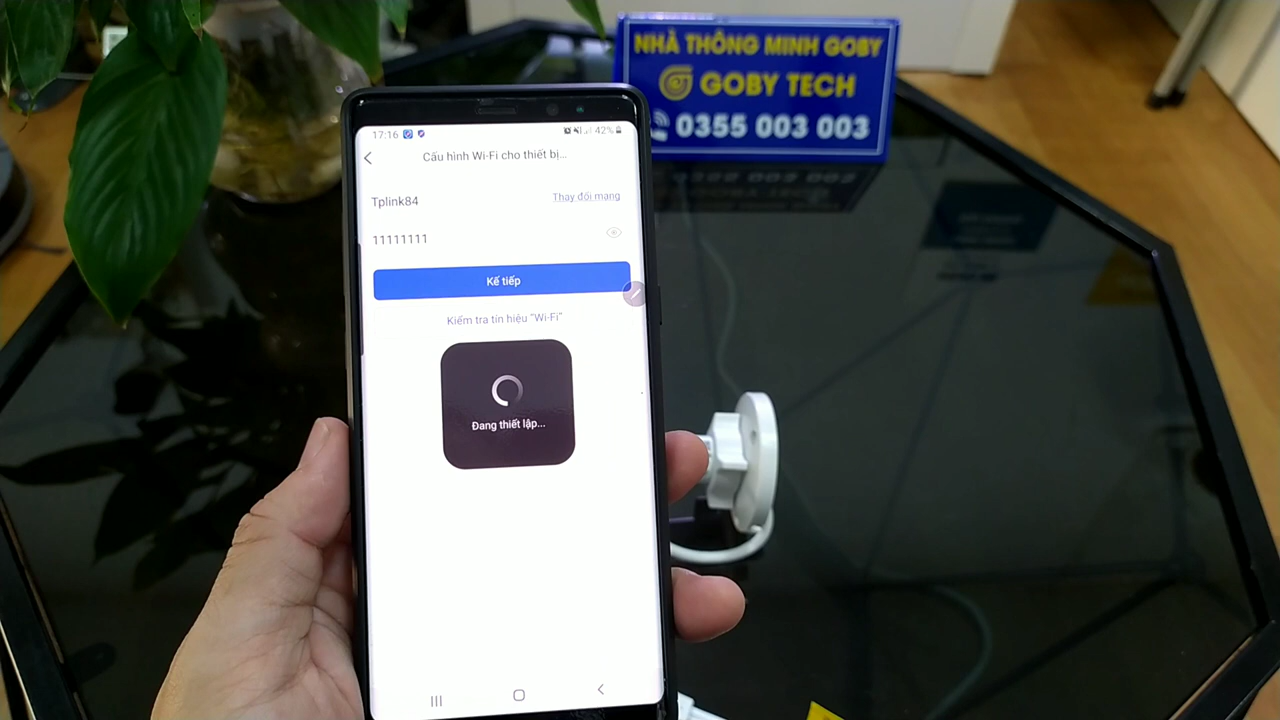 NHÀ THÔNG MINH GOBY
GOBY TECH
0355 003 003
17:16
42%
Cấu hình Wi-Fi cho thiết bị...
Tplink84
Thay đổi mạng
11111111
Kế tiếp
Kiểm tra tín hiệu "Wi-Fi"
Đang thiết lập...